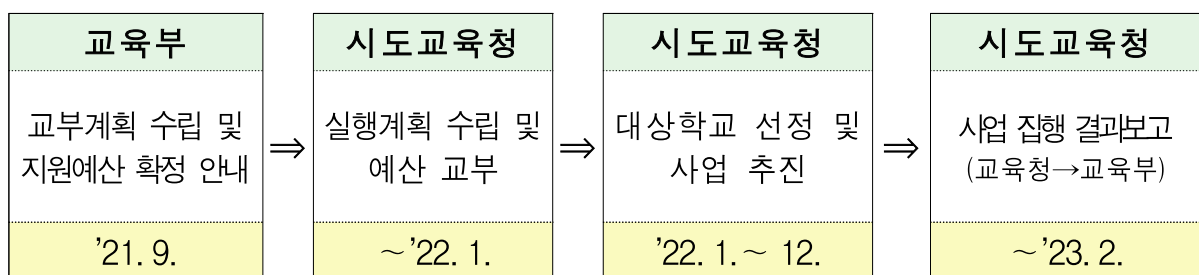 교육부
교부계획 수립 및
지원예산 확정 안내
’21. 9.
⇒
시도교육청
실행계획 수립 및
예산 교부
～’22. 1.
⇒
시도교육청
대상학교 선정 및
사업 추진
’22. 1.～ 12.
⇒
시도교육청
사업 집행 결과보고
(교육청→교육부)
～’23. 2.